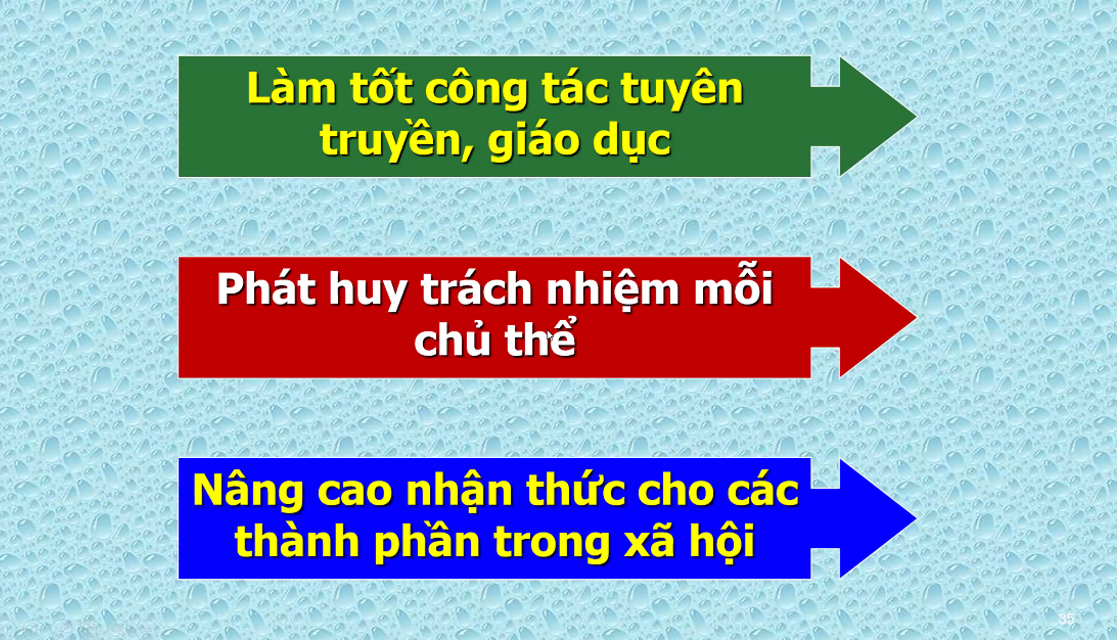 Làm tốt công tác tuyên
truyền, giáo dục
Phát huy trách nhiệm mỗi
chủ thể
Nâng cao nhận thức cho các
thành phần trong xã hội
35